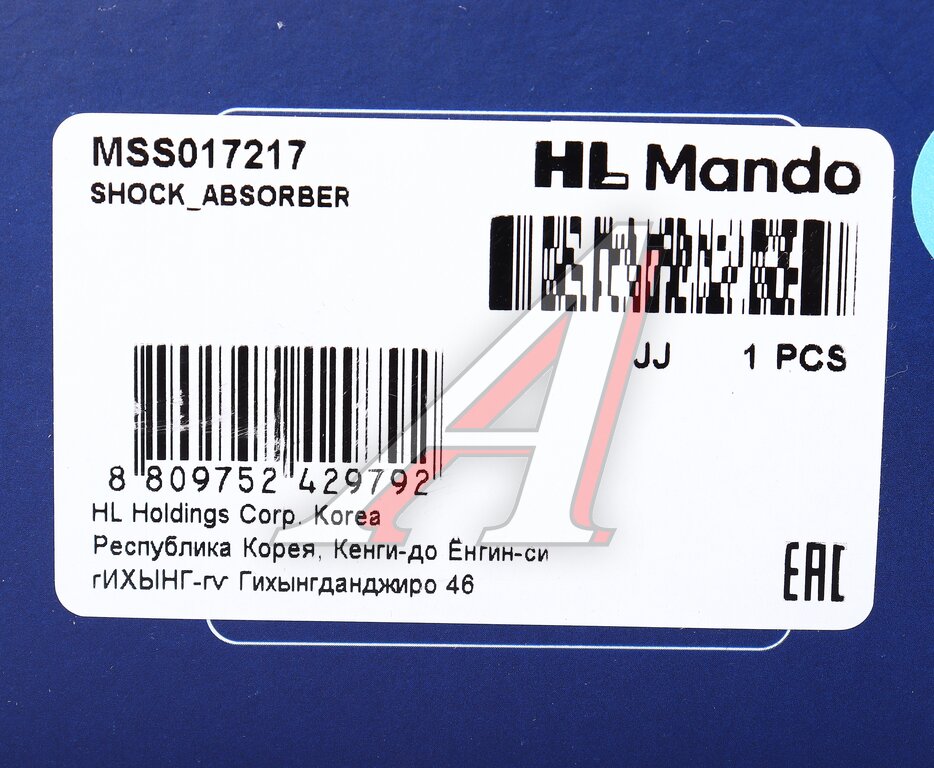 MSS017217
SHOCK_ABSORBER
HL Mando
JJ 1 PCS
8 809752 429792
HL Holdings Corp. Korea
Республика Корея, Кенги-до Ёнгин-си
гИХЫНГ-гv Гихынгданджиро 46
EAC